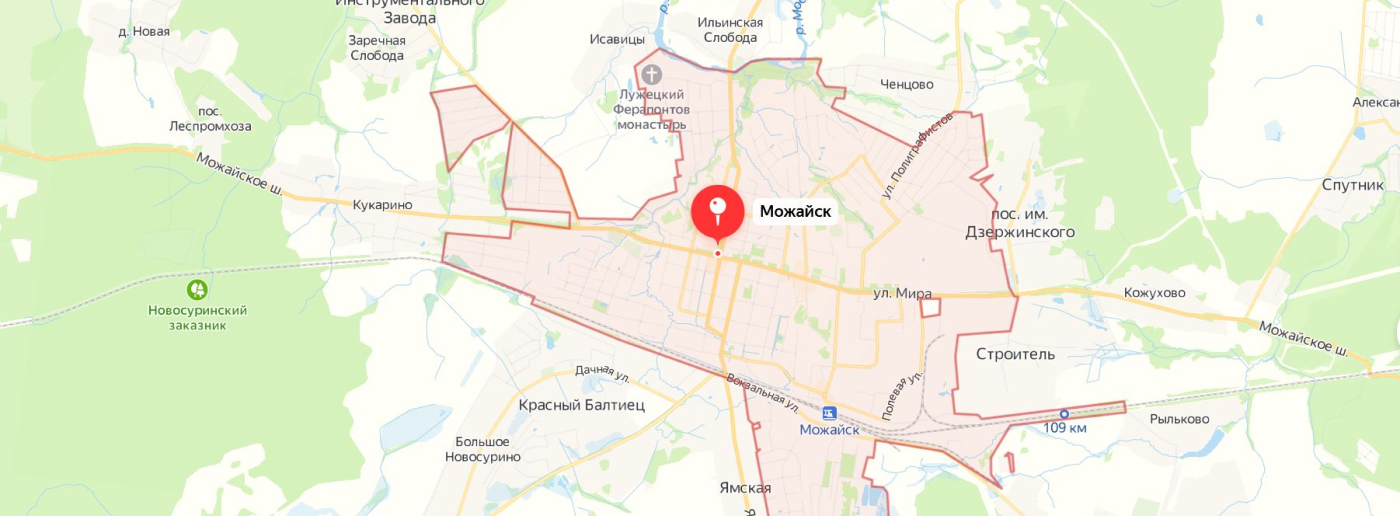 Инструментального
Завода
р.
р. Мо
Ильинская
Слобода
д. Новая
Заречная
Слобода
Исавицы
Ченцово
Лужецкий
Ферапонтов
монастырь
Алексан
пос.
Леспромхоза
ул. Полиграфистов
Можайское ш.
Спутник
Кукарино
Можайск
пос. им.
Дзержинского
ул. Мира
Кожухово
Новосуринский
заказник
Можайское ш.
Строитель
Дачная ул.
Вокзальная ул.
Полевая ул.
Красный Балтиец
Можайск
109 км
Рыльково
Большое
Новосурино
Ямская
Я